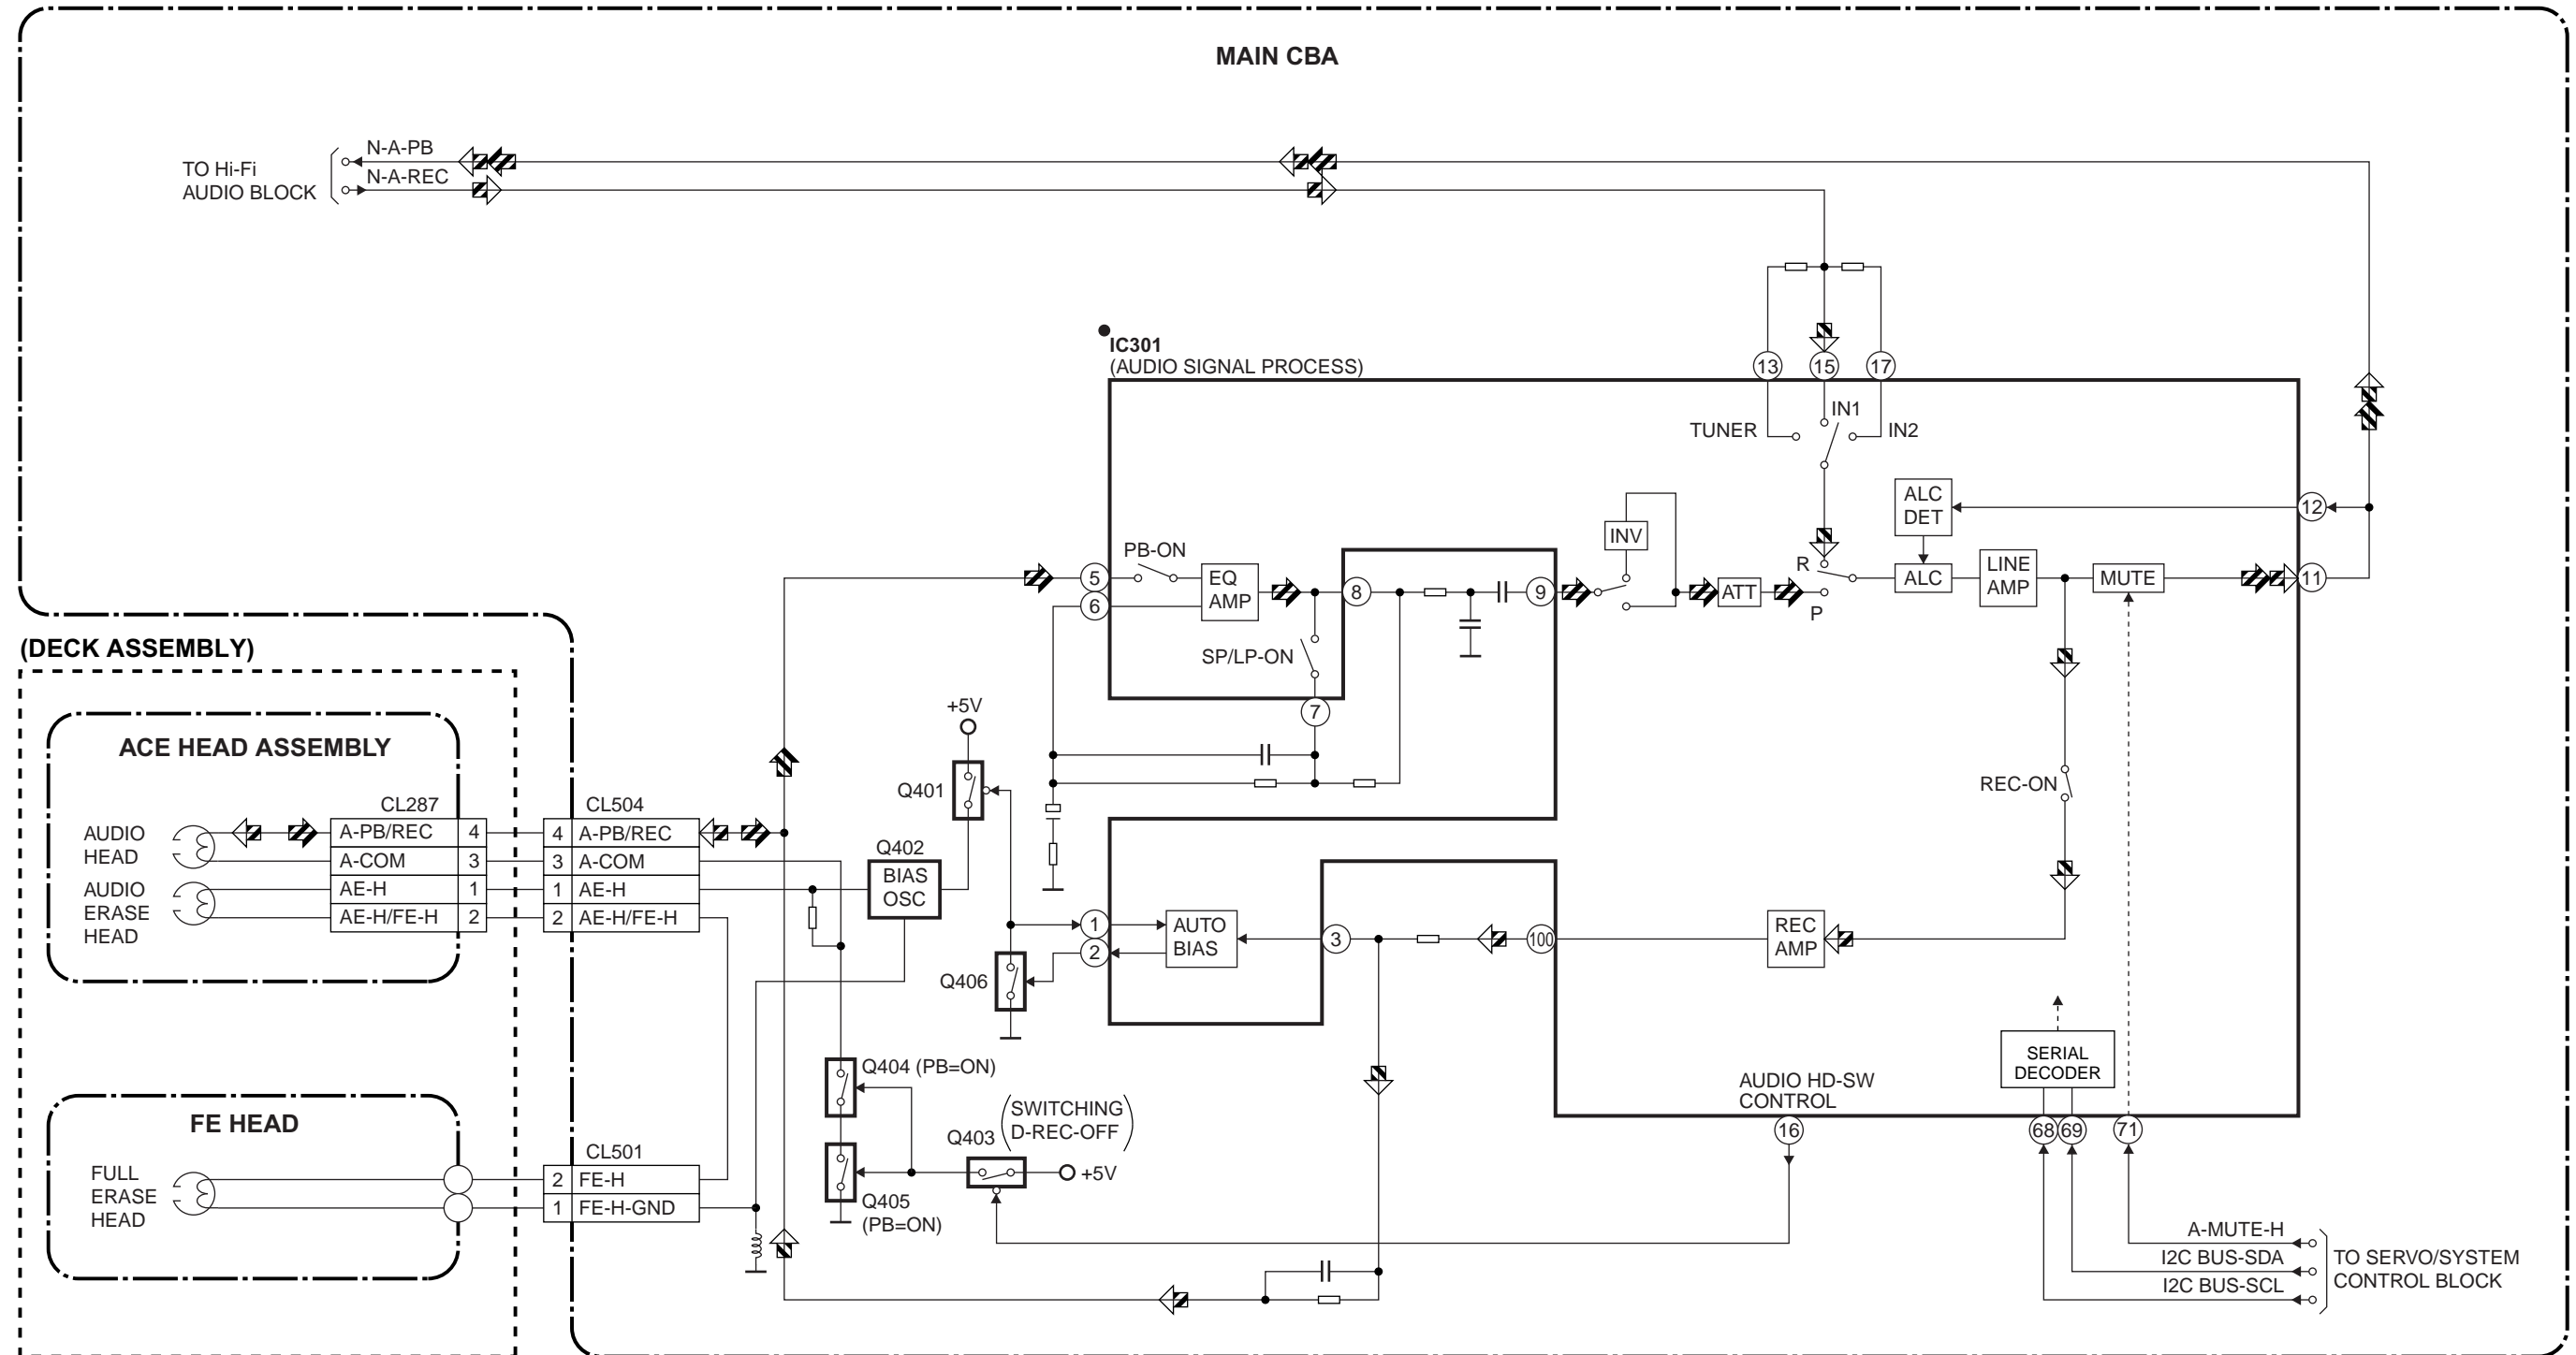 MAIN CBA
TO Hi-Fi
AUDIO BLOCK
N-A-PB
N-A-REC
IC301
(AUDIO SIGNAL PROCESS)
13
15
17
TUNER
IN1
IN2
ALC
DET
12
INV
PB-ON
5
6
EQ
AMP
8
9
ATT
R
P
ALC
LINE
AMP
MUTE
11
SP/LP-ON
7
(DECK ASSEMBLY)
ACE HEAD ASSEMBLY
CL287
CL504
AUDIO
HEAD
A-PB/REC 4
4 A-PB/REC
A-COM 3
3 A-COM
AUDIO
ERASE
HEAD
AE-H 1
1 AE-H
AE-H/FE-H 2
2 AE-H/FE-H
+5V
Q401
Q402
BIAS
OSC
Q406
1
2
AUTO
BIAS
3
100
REC
AMP
REC-ON
SERIAL
DECODER
AUDIO HD-SW
CONTROL
16
68
69
71
Q404 (PB=ON)
Q403
(SWITCHING
D-REC-OFF)
+5V
Q405
(PB=ON)
FE HEAD
CL501
FULL
ERASE
HEAD
2 FE-H
1 FE-H-GND
A-MUTE-H
I2C BUS-SDA
I2C BUS-SCL
TO SERVO/SYSTEM
CONTROL BLOCK